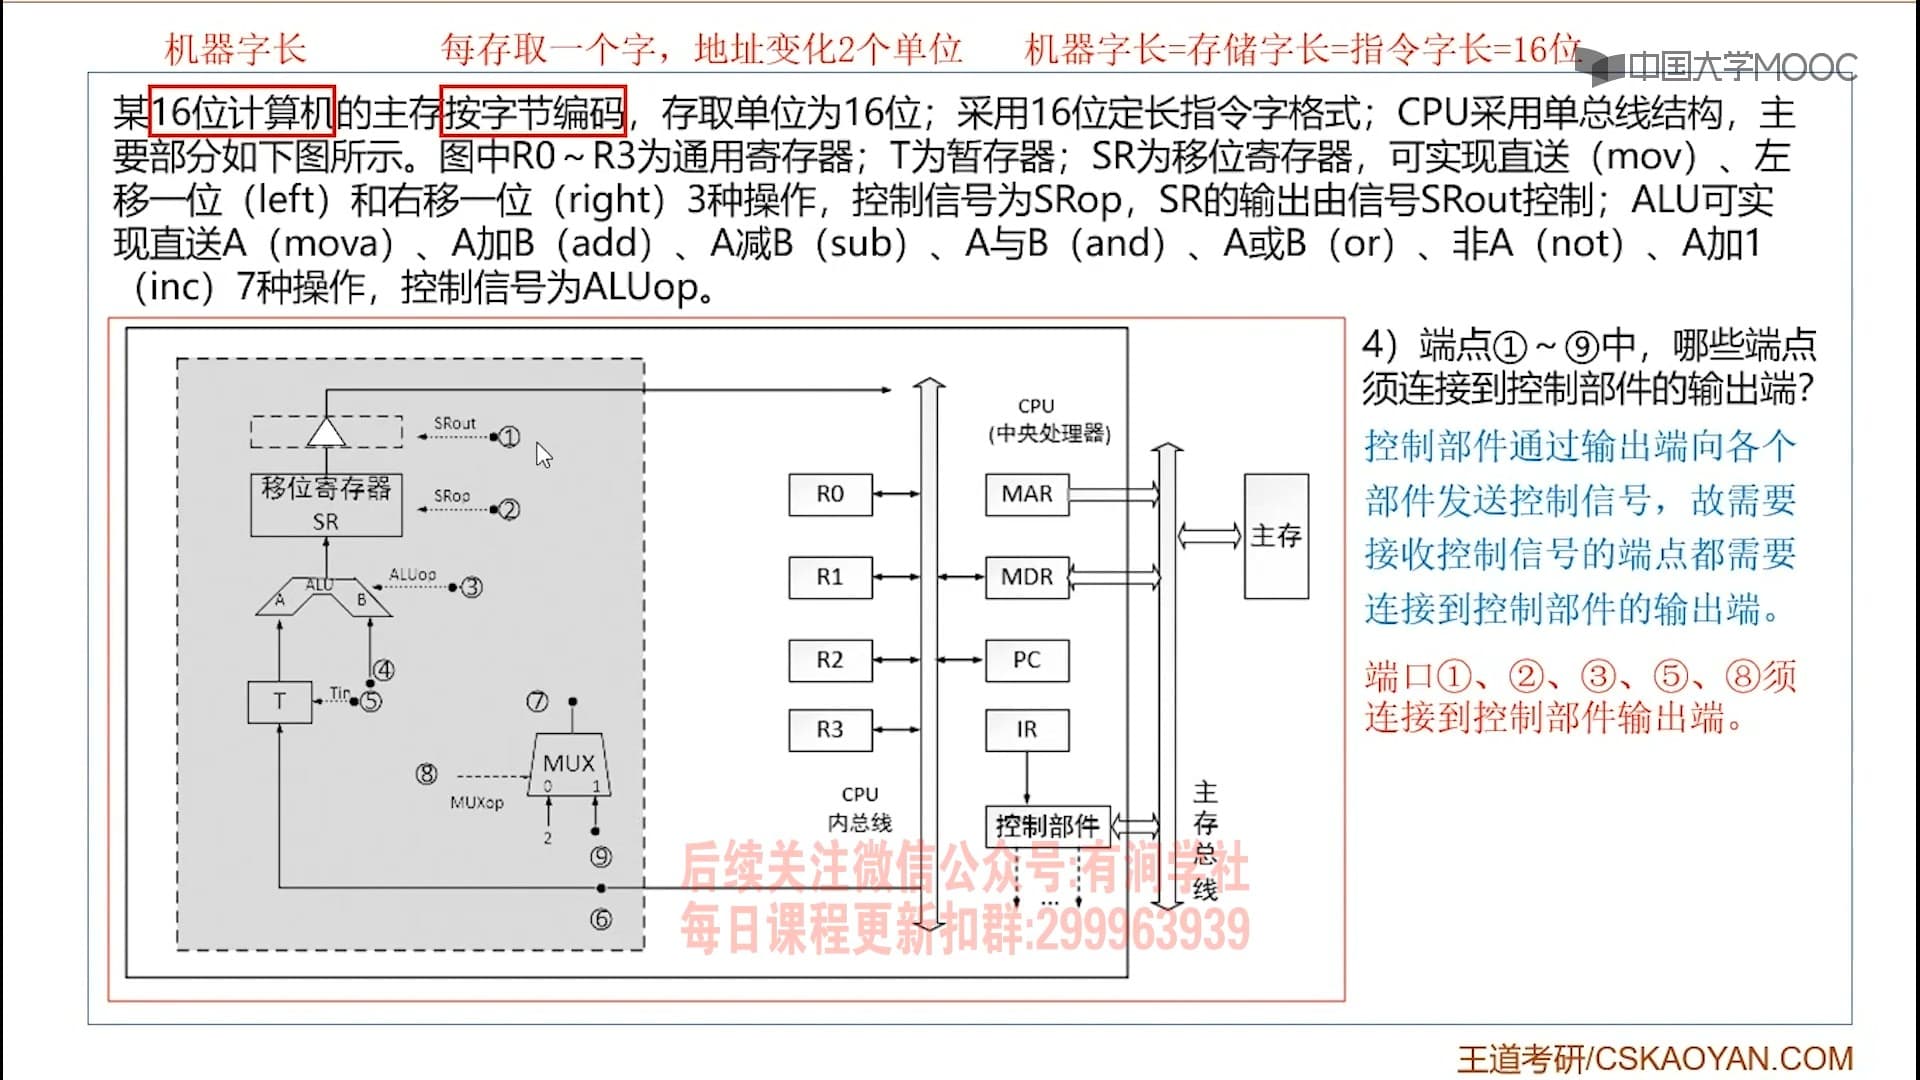 机器字长
每存取一个字，地址变化2个单位
机器字长=存储字长=指令字长=16位
中国大学MOOC
某16位计算机的主存按字节编码，存取单位为16位；采用16位定长指令字格式；CPU采用单总线结构，主
要部分如下图所示。图中R0～R3为通用寄存器；T为暂存器；SR为移位寄存器，可实现直送（mov）、左
移一位（left）和右移一位（right）3种操作，控制信号为SRop，SR的输出由信号SRout控制；ALU可实
现直送A（mova）、A加B（add）、A减B（sub）、A与B（and）、A或B（or）、非A（not）、A加1
（inc）7种操作，控制信号为ALUop。
SRout ①
移位寄存器
SR
SRop ②
ALU
A B
ALUop ③
④
T
Tin ⑤
⑦
MUX
0 1
⑧
MUXop
2
⑨
⑥
CPU
(中央处理器)
R0
MAR
主存
R1
MDR
R2
PC
R3
IR
CPU
内总线
控制部件
...
主
存
总
线
4）端点①～⑨中，哪些端点
须连接到控制部件的输出端？
控制部件通过输出端向各个
部件发送控制信号，故需要
接收控制信号的端点都需要
连接到控制部件的输出端。
端口①、②、③、⑤、⑧须
连接到控制部件输出端。
后续关注微信公众号:有涧学社
每日课程更新扣群:299963939
王道考研/CSKAOYAN.COM